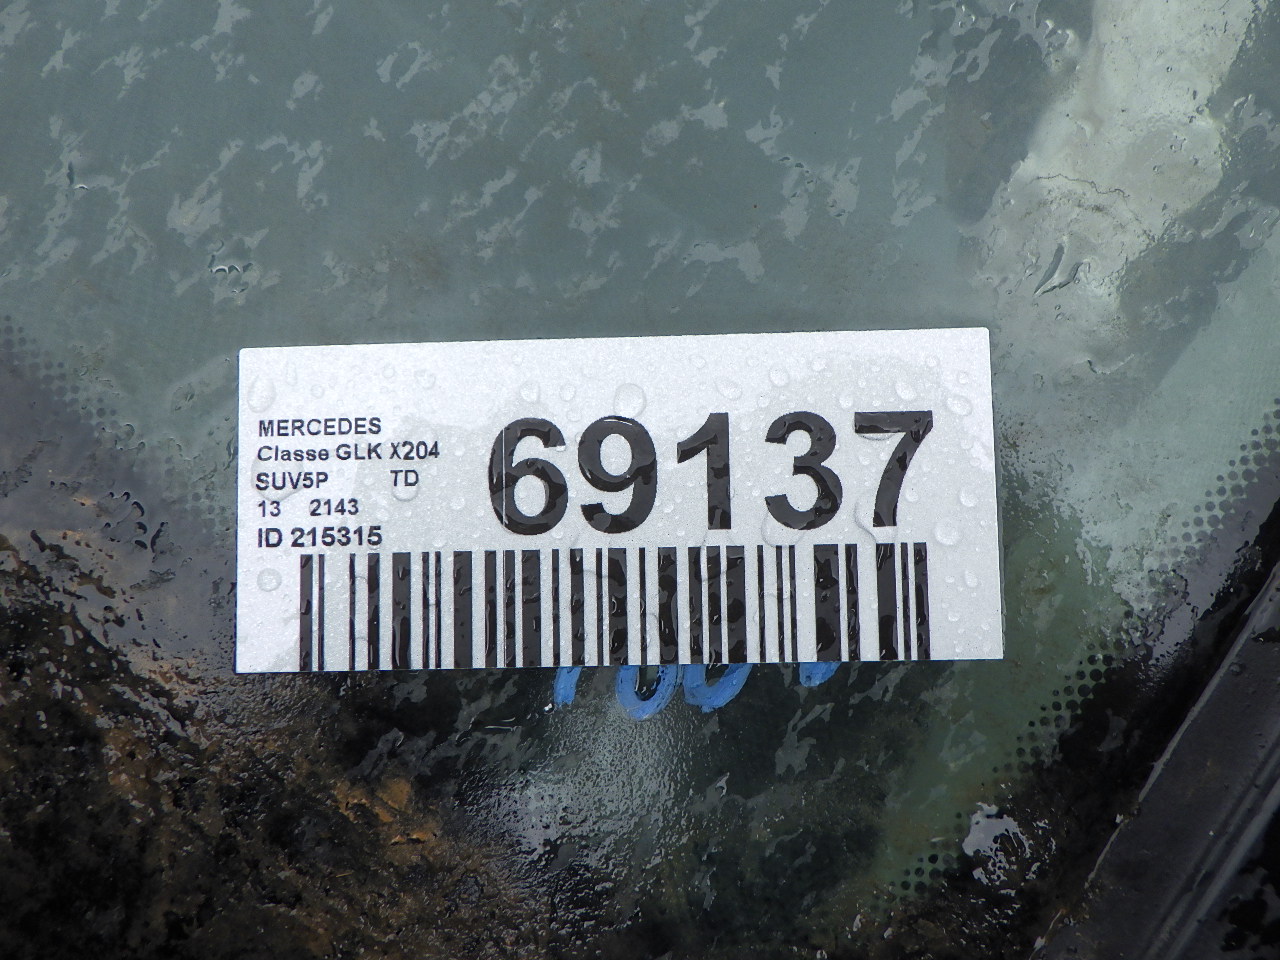 MERCEDES
Classe GLK X204
SUV5P TD
13 2143
ID 215315
69137